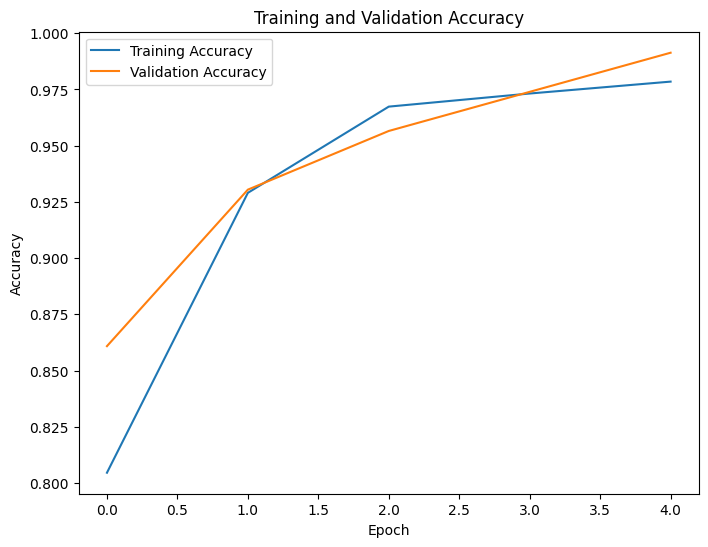 Training and Validation Accuracy
Training Accuracy
Validation Accuracy
Accuracy
1.000
0.975
0.950
0.925
0.900
0.875
0.850
0.825
0.800
0.0 0.5 1.0 1.5 2.0 2.5 3.0 3.5 4.0
Epoch